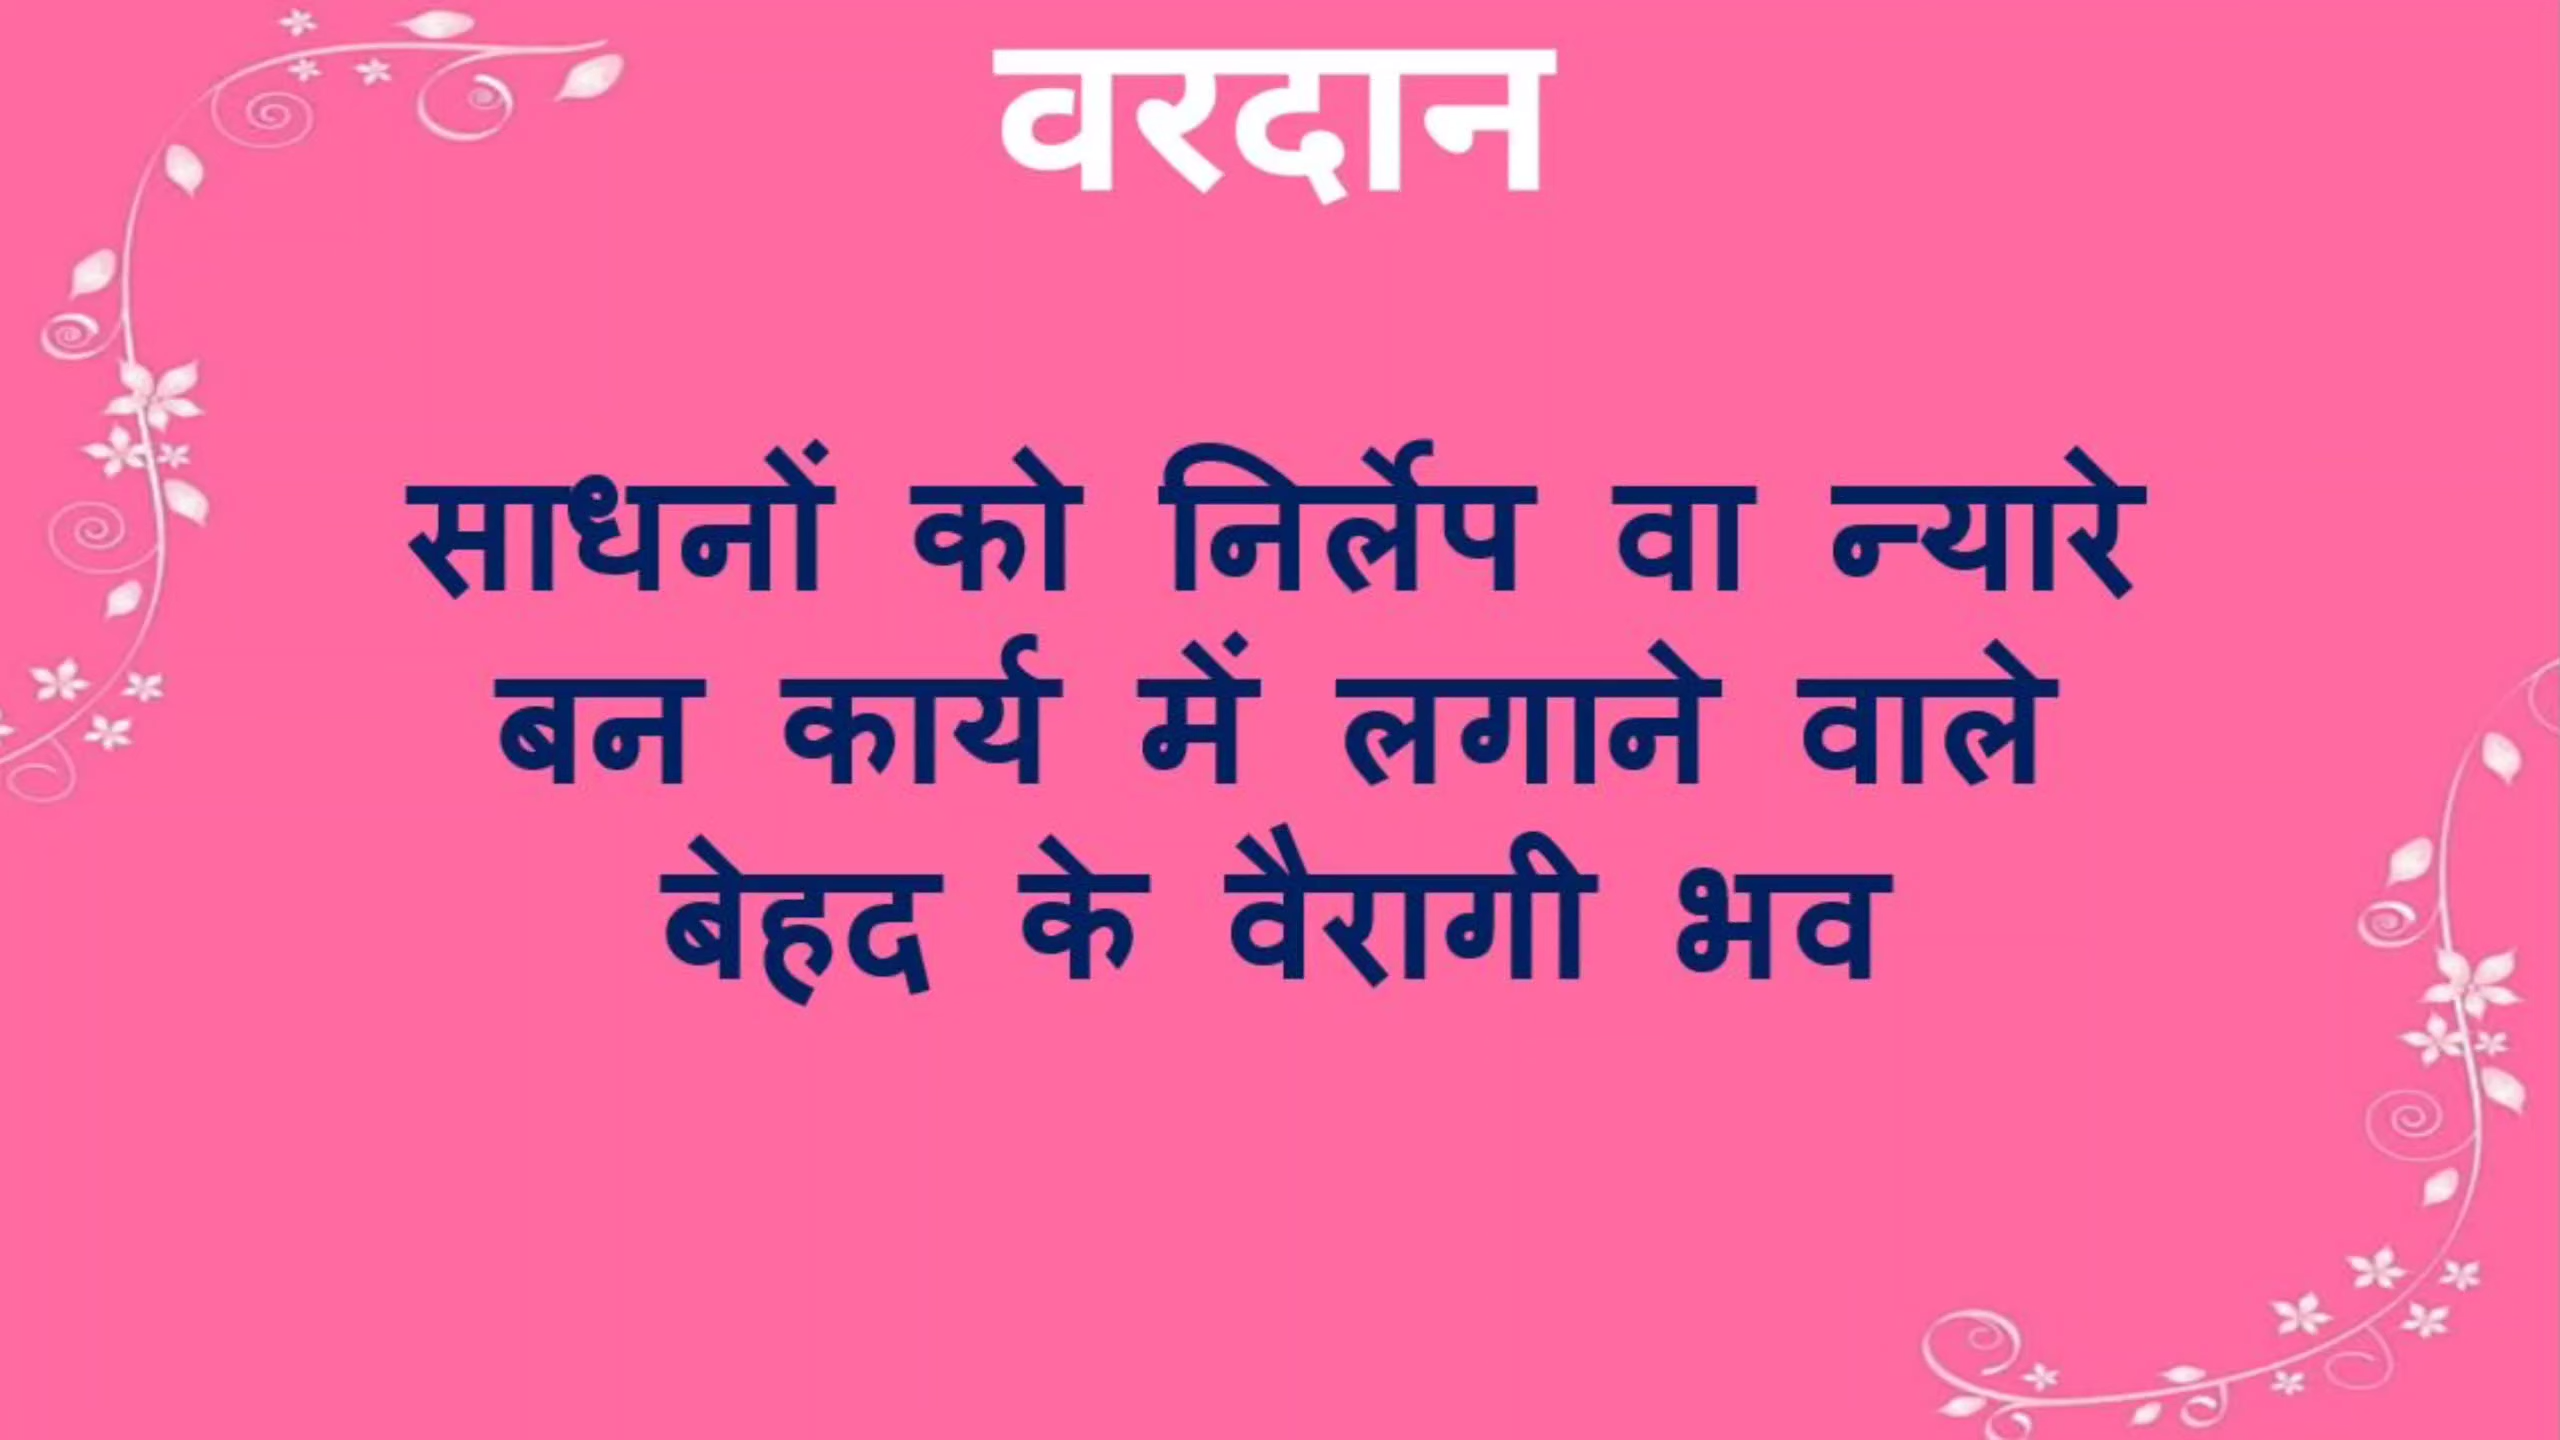 वरदान
साधनों को निर्लेप वा न्यारे
बन कार्य में लगाने वाले
बेहद के वैरागी भव